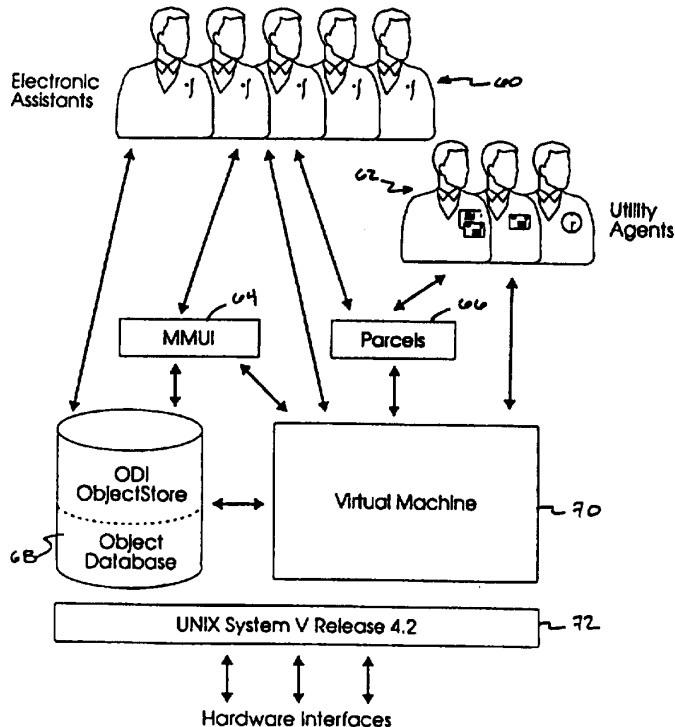 Electronic
Assistants
60
62
Utility
Agents
64
MMUI
66
Parcels
ODI
ObjectStore
Object
Database
68
Virtual Machine
70
UNIX System V Release 4.2
72
Hardware Interfaces